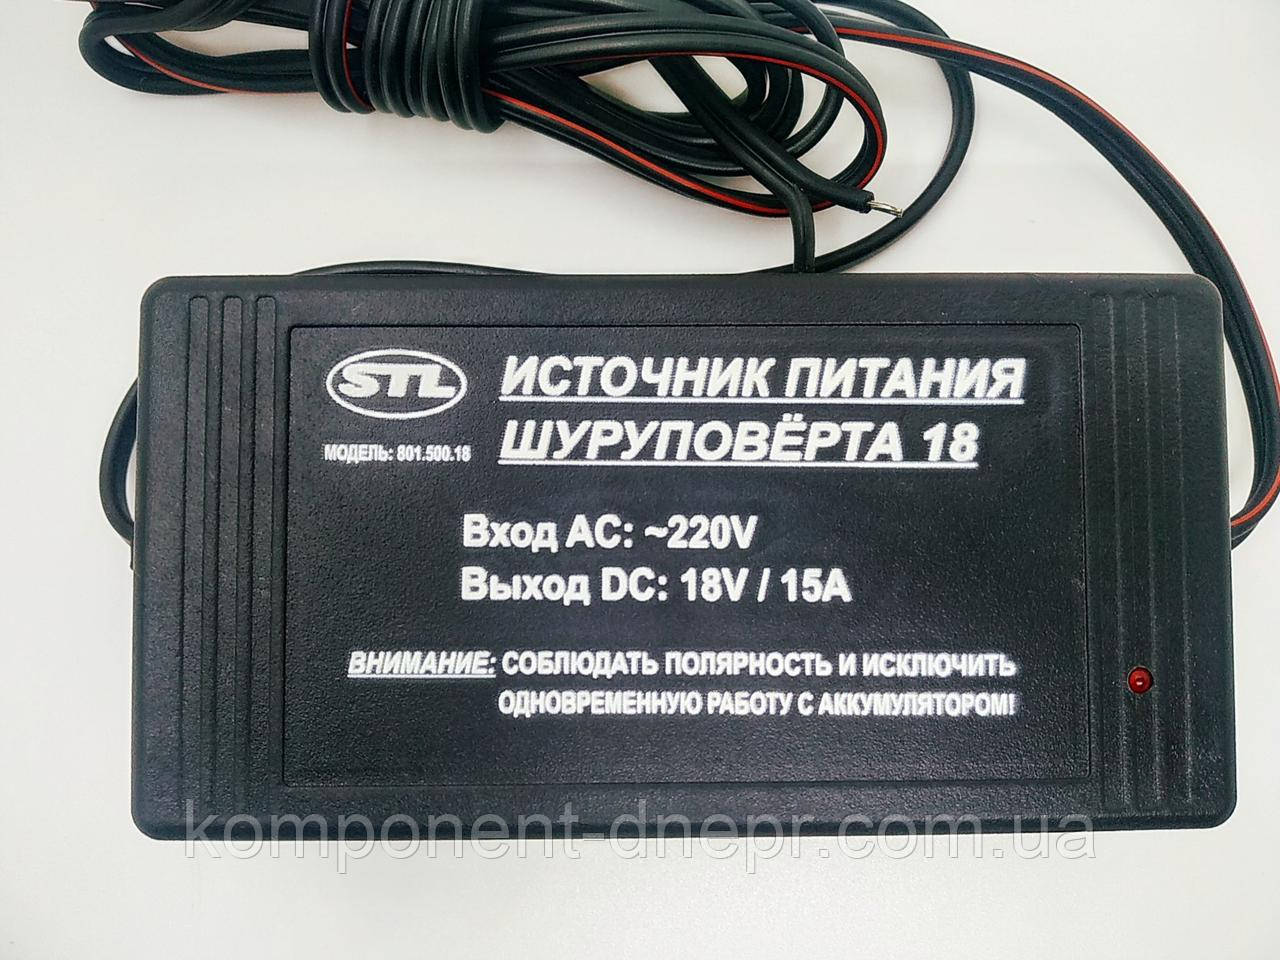 STL
ИСТОЧНИК ПИТАНИЯ
ШУРУПОВЁРТА 18
МОДЕЛЬ: 801.500.18
Вход AC: ~220V
Выход DC: 18V / 15A
ВНИМАНИЕ: СОБЛЮДАТЬ ПОЛЯРНОСТЬ И ИСКЛЮЧИТЬ
ОДНОВРЕМЕННУЮ РАБОТУ С АККУМУЛЯТОРОМ!
komponent-dnepr.com.ua